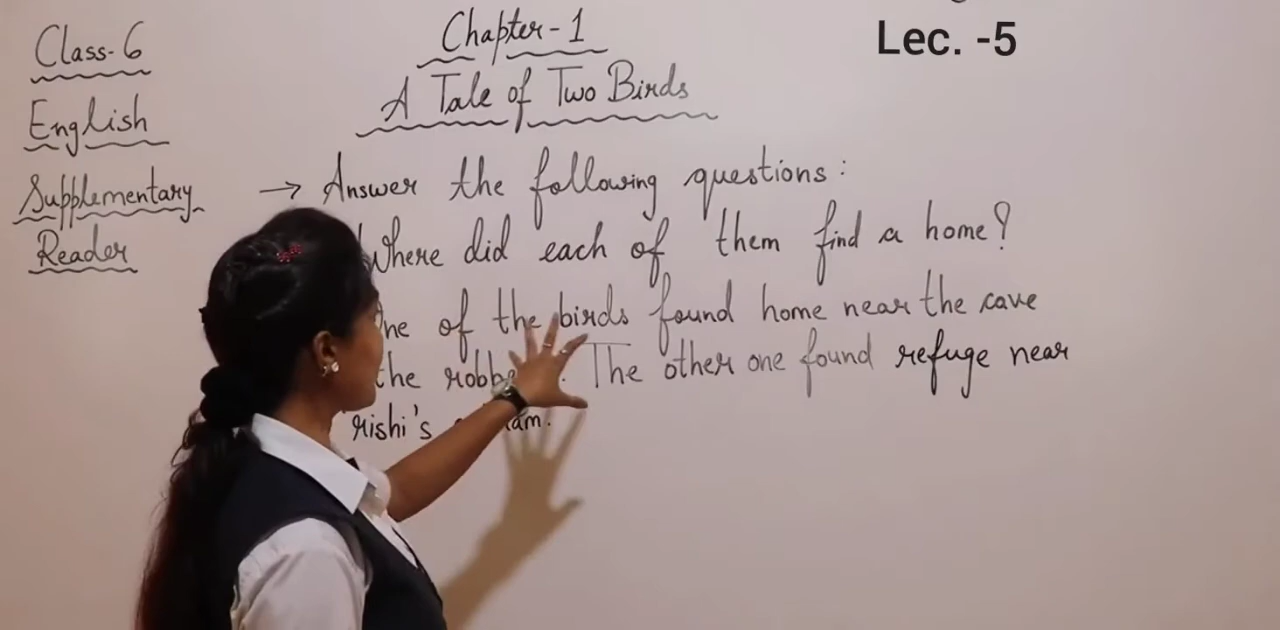 Class-6
English
Supplementary
Reader
Chapter-1
A Tale of Two Birds
Lec. -5
→ Answer the following questions:
Where did each of them find a home?
of the birds found home near the cave
the The other one found refuge near
rishi's